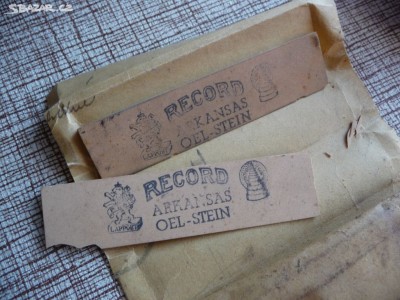 SBAZAR.CZ
RECORD
ARKANSAS
OEL-STEIN
RECORD
ARKANSAS
OEL-STEIN